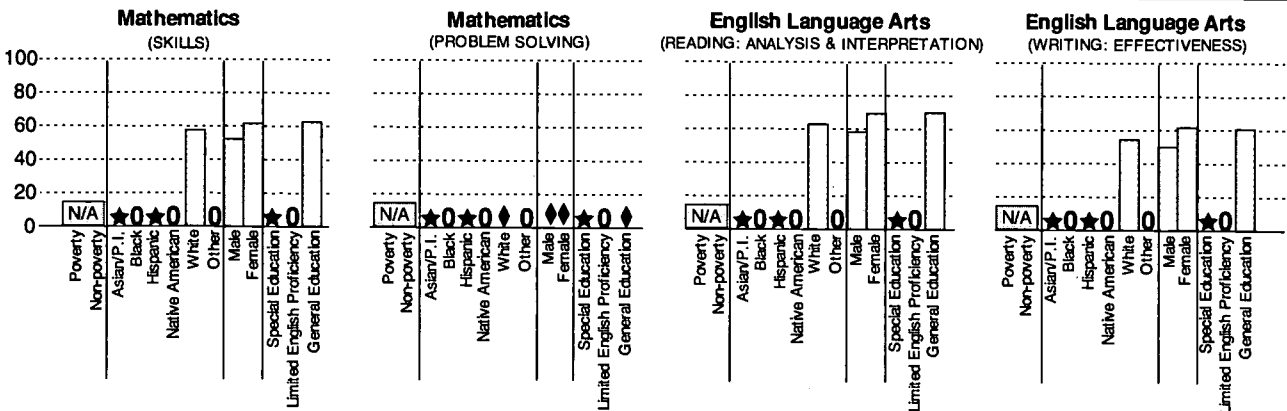 Mathematics
(SKILLS)
100
80
60
40
20
0
N/A
0
0
0
0
Poverty
Non-poverty
Asian/P.I.
Black
Hispanic
Native American
White
Other
Male
Female
Special Education
Limited English Proficiency
General Education
Mathematics
(PROBLEM SOLVING)
N/A
0
0
0
0
Poverty
Non-poverty
Asian/P.I.
Black
Hispanic
Native American
White
Other
Male
Female
Special Education
Limited English Proficiency
General Education
English Language Arts
(READING: ANALYSIS & INTERPRETATION)
N/A
0
0
0
0
Poverty
Non-poverty
Asian/P.I.
Black
Hispanic
Native American
White
Other
Male
Female
Special Education
Limited English Proficiency
General Education
English Language Arts
(WRITING: EFFECTIVENESS)
N/A
0
0
0
0
Poverty
Non-poverty
Asian/P.I.
Black
Hispanic
Native American
White
Other
Male
Female
Special Education
Limited English Proficiency
General Education